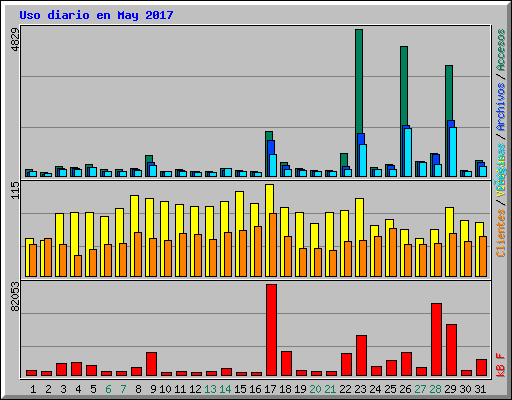 Uso diario en May 2017
4829
115
82053
Accesos
/ Archivos /
Clientes /
kB F
1 2 3 4 5 6 7 8 9 10 11 12 13 14 15 16 17 18 19 20 21 22 23 24 25 26 27 28 29 30 31